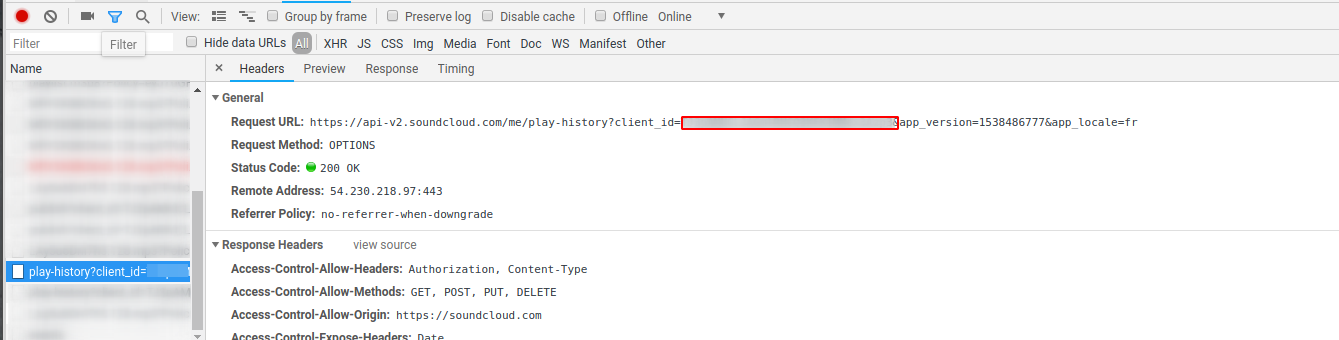 View: Group by frame Preserve log Disable cache Offline Online
Filter Hide data URLs All XHR JS CSS Img Media Font Doc WS Manifest Other
Filter
Name × Headers Preview Response Timing
General
Request URL: https://api-v2.soundcloud.com/me/play-history?client_id= &app_version=1538486777&app_locale=fr
Request Method: OPTIONS
Status Code: 200 OK
Remote Address: 54.230.218.97:443
Referrer Policy: no-referrer-when-downgrade
Response Headers view source
play-history?client_id=
Access-Control-Allow-Headers: Authorization, Content-Type
Access-Control-Allow-Methods: GET, POST, PUT, DELETE
Access-Control-Allow-Origin: https://soundcloud.com
Access-Control-Expose-Headers: Date